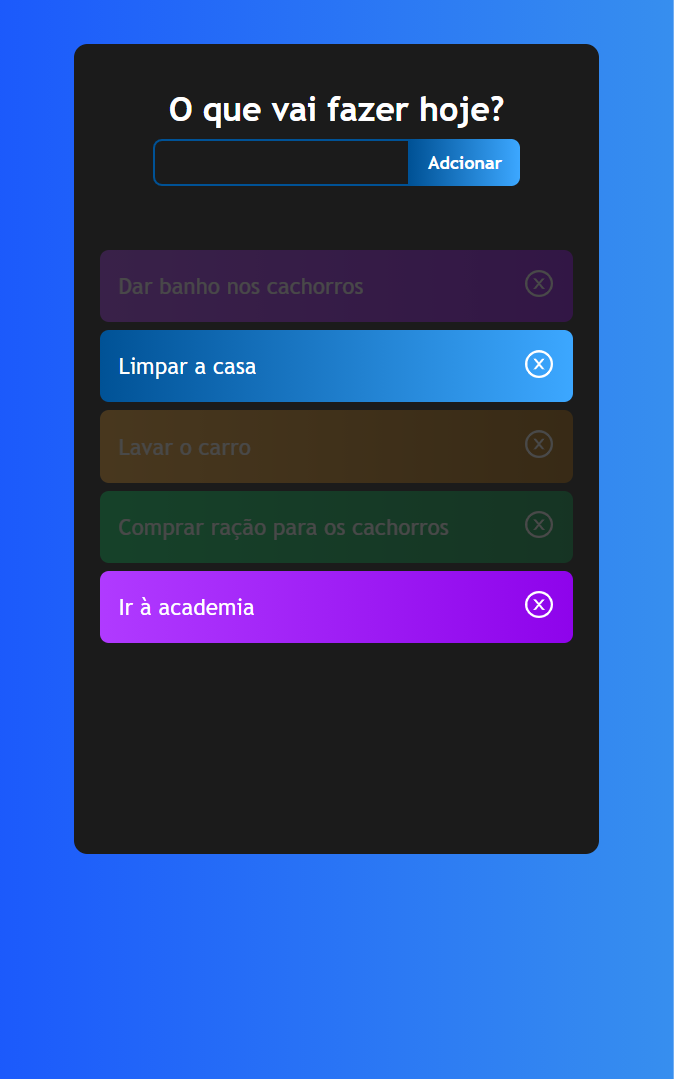 O que vai fazer hoje?
Adcionar
Dar banho nos cachorros
Limpar a casa
Lavar o carro
Comprar ração para os cachorros
Ir à academia